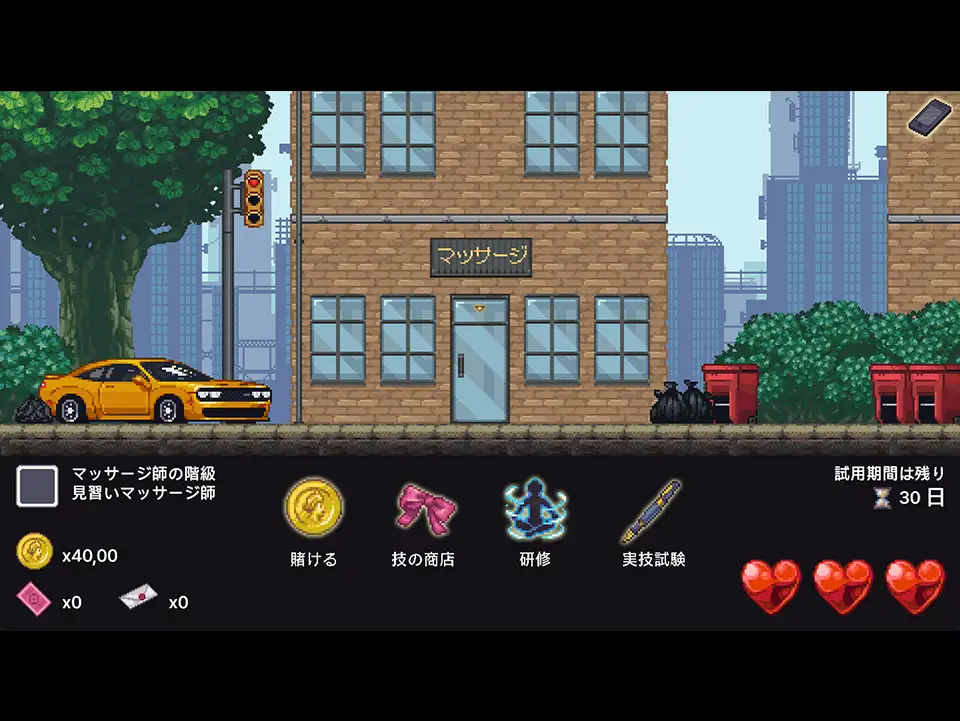 マッサージ
マッサージ師の階級
見習いマッサージ師
x40,00
x0
x0
賭ける
技の商店
研修
実技試験
試用期間は残り
30 日